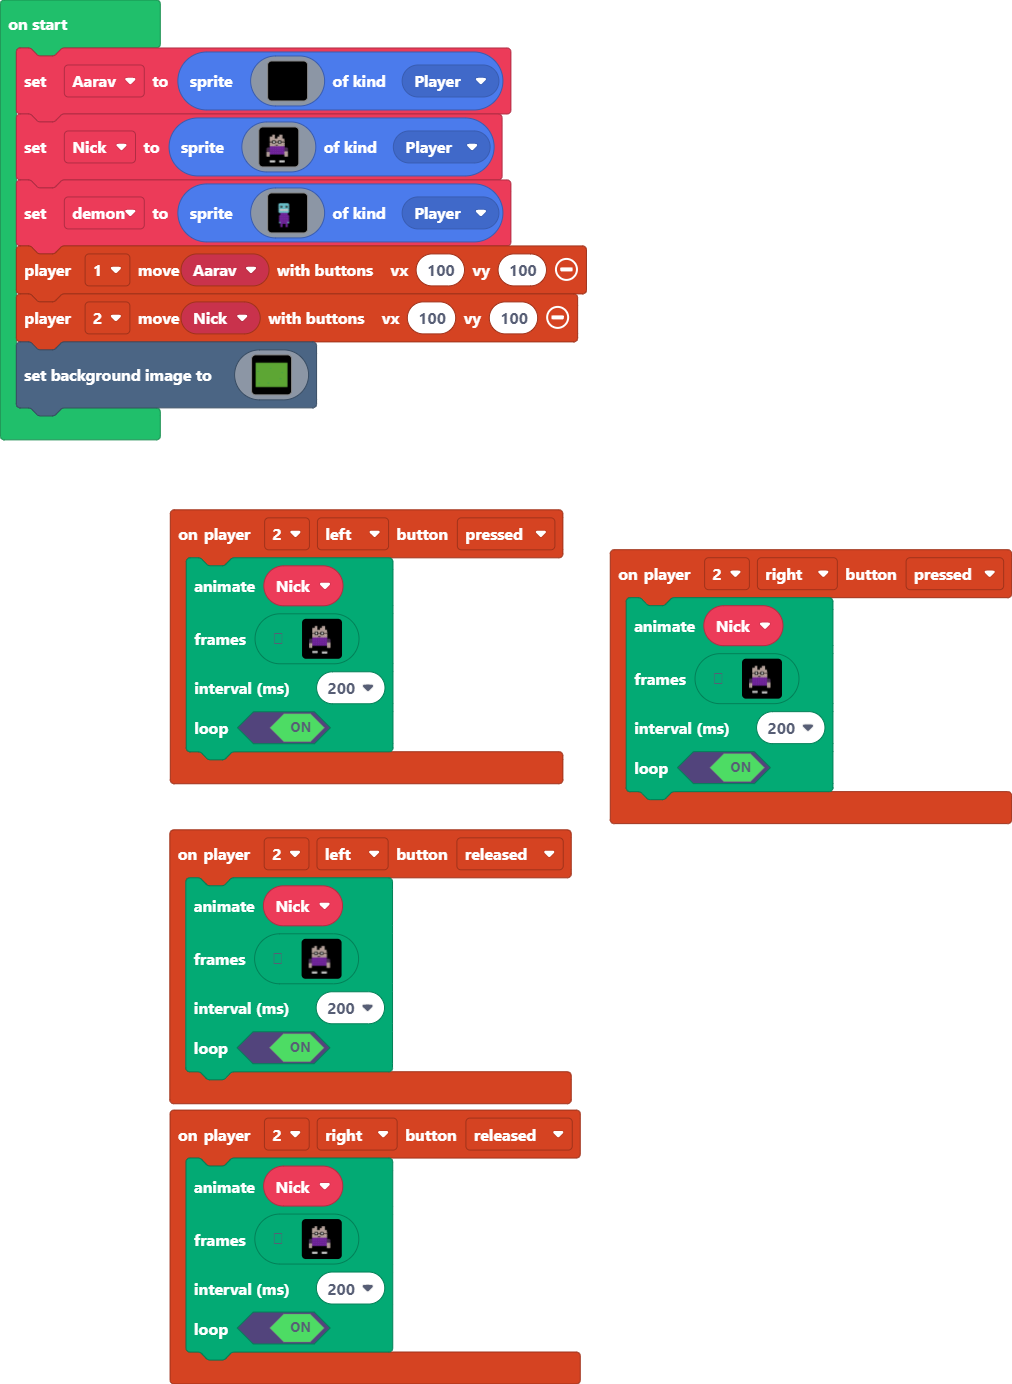 on start
set Aarav to sprite of kind Player
set Nick to sprite of kind Player
set demon to sprite of kind Player
player 1 move Aarav with buttons vx 100 vy 100
player 2 move Nick with buttons vx 100 vy 100
set background image to
on player 2 left button pressed
animate Nick
frames
interval (ms) 200
loop ON
on player 2 right button pressed
animate Nick
frames
interval (ms) 200
loop ON
on player 2 left button released
animate Nick
frames
interval (ms) 200
loop ON
on player 2 right button released
animate Nick
frames
interval (ms) 200
loop ON